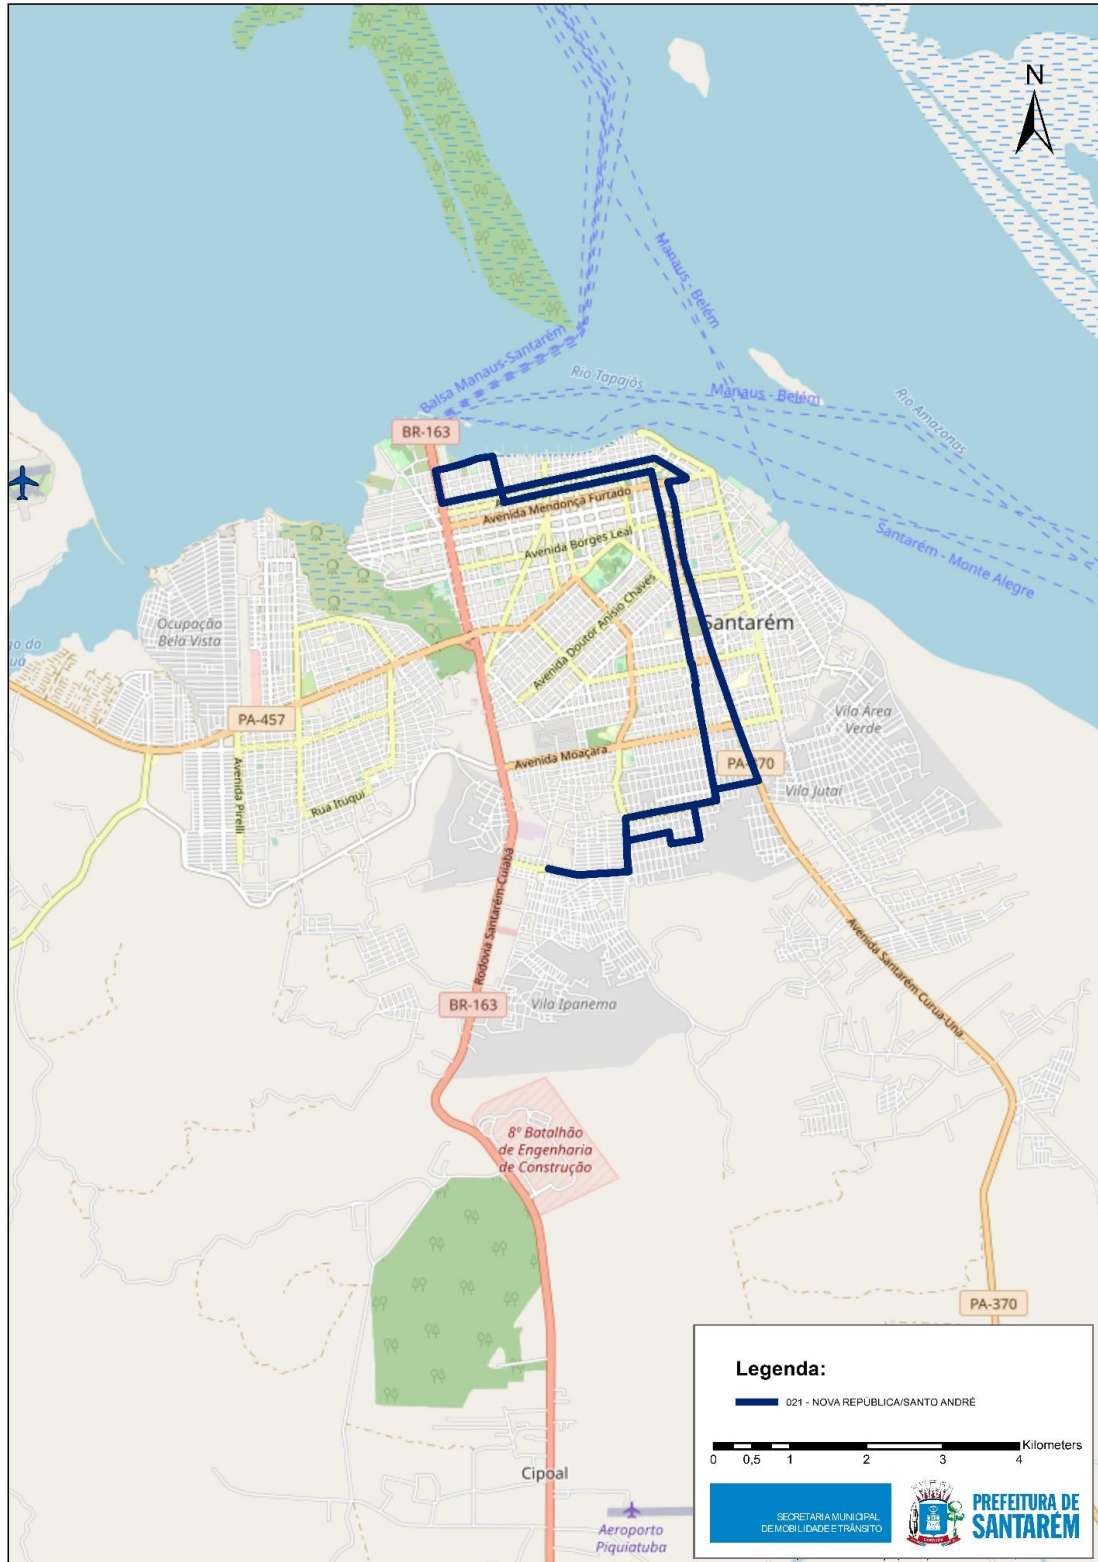 N
Manaus - Belém
Balsa Manaus-Santarém
Rio Tapajós
Manaus - Belém
Rio Amazonas
BR-163
Avenida Mendonça Furtado
Avenida Borges Leal
Santarém - Monte Alegre
Avenida Doutor Anísio Chaves
Santarém
Ocupação
Bela Vista
PA-457
Vila Área
Verde
Avenida Moaçara
PA-370
Vila Jutaí
Avenida Pirelli
Rua Ituqui
Rodovia Santarém-Cuiabá
Avenida Santarém Curuá-Una
BR-163
Vila Ipanema
8º Batalhão
de Engenharia
de Construção
PA-370
Cipoal
Aeroporto
Piquiatuba
Legenda:
021 - NOVA REPÚBLICA/SANTO ANDRÉ
Kilometers
0 0,5 1 2 3 4
SECRETARIA MUNICIPAL
DE MOBILIDADE E TRÂNSITO
PREFEITURA DE
SANTARÉM